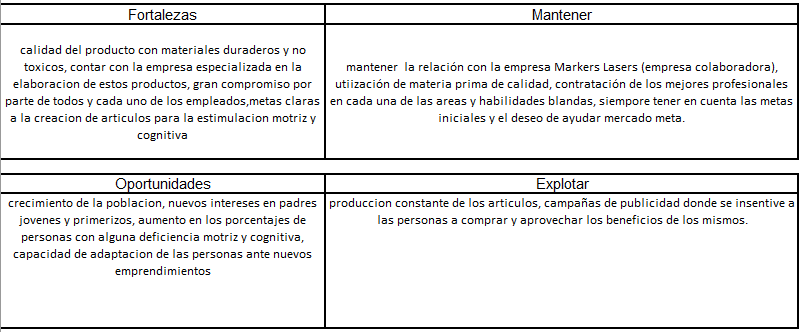 Fortalezas
Mantener
calidad del producto con materiales duraderos y no
toxicos, contar con la empresa especializada en la
elaboracion de estos productos, gran compromiso por
parte de todos y cada uno de los empleados,metas claras
a la creacion de articulos para la estimulacion motriz y
cognitiva
mantener la relación con la empresa Markers Lasers (empresa colaboradora),
utiización de materia prima de calidad, contratación de los mejores profesionales
en cada una de las areas y habilidades blandas, siempore tener en cuenta las metas
iniciales y el deseo de ayudar mercado meta.
Oportunidades
Explotar
crecimiento de la poblacion, nuevos intereses en padres
jovenes y primerizos, aumento en los porcentajes de
personas con alguna deficiencia motriz y cognitiva,
capacidad de adaptacion de las personas ante nuevos
emprendimientos
produccion constante de los articulos, campañas de publicidad donde se insentive a
las personas a comprar y aprovechar los beneficios de los mismos.